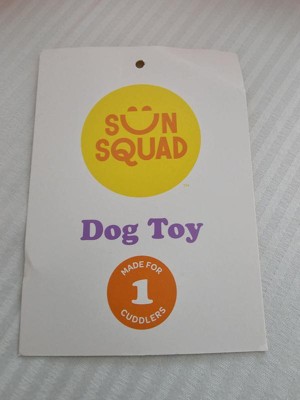 SUN
SQUAD
Dog Toy
MADE FOR
1
CUDDLERS